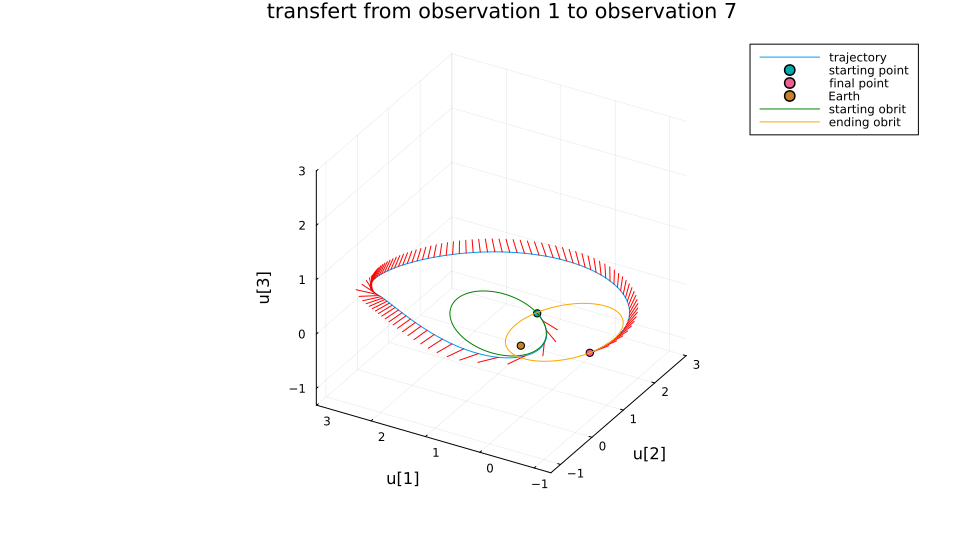 transfert from observation 1 to observation 7
trajectory
starting point
final point
Earth
starting obrit
ending obrit
3
2
1
0
−1
u[3]
3
2
1
0
−1
u[1]
3
2
1
0
−1
u[2]